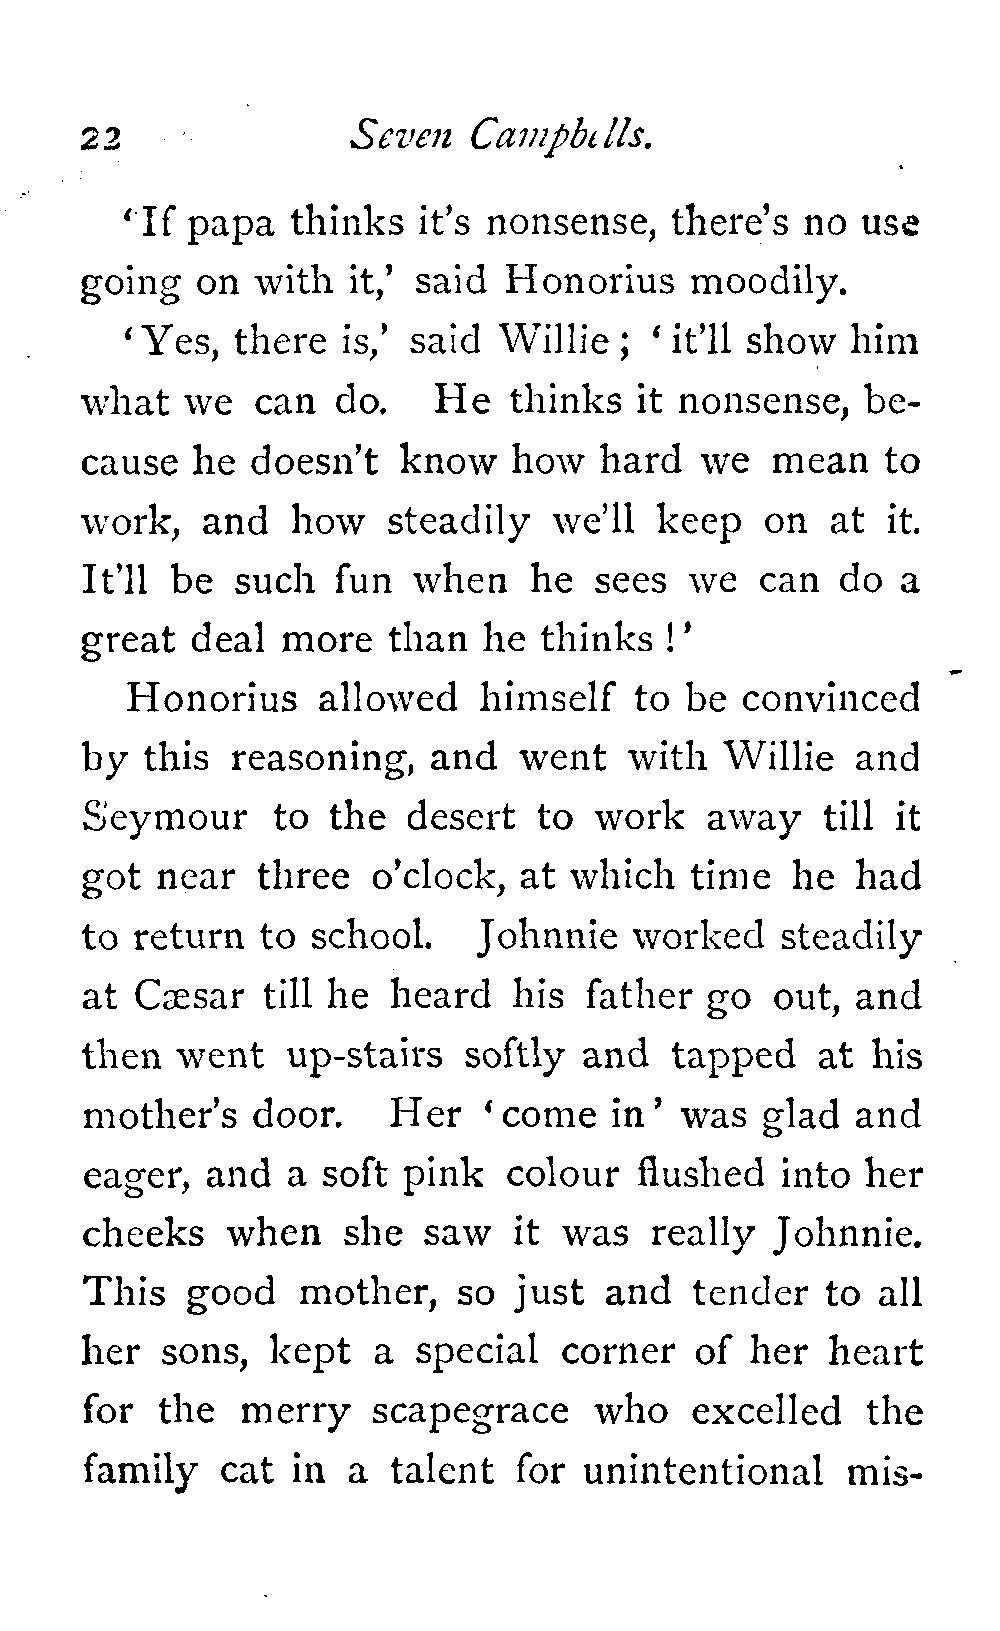 22 Seven Campbells.
‘If papa thinks it’s nonsense, there’s no use
going on with it,’ said Honorius moodily.
‘Yes, there is,’ said Willie; ‘it’ll show him
what we can do. He thinks it nonsense, be-
cause he doesn’t know how hard we mean to
work, and how steadily we’ll keep on at it.
It’ll be such fun when he sees we can do a
great deal more than he thinks!’
Honorius allowed himself to be convinced
by this reasoning, and went with Willie and
Seymour to the desert to work away till it
got near three o’clock, at which time he had
to return to school. Johnnie worked steadily
at Cæsar till he heard his father go out, and
then went up-stairs softly and tapped at his
mother’s door. Her ‘come in’ was glad and
eager, and a soft pink colour flushed into her
cheeks when she saw it was really Johnnie.
This good mother, so just and tender to all
her sons, kept a special corner of her heart
for the merry scapegrace who excelled the
family cat in a talent for unintentional mis-